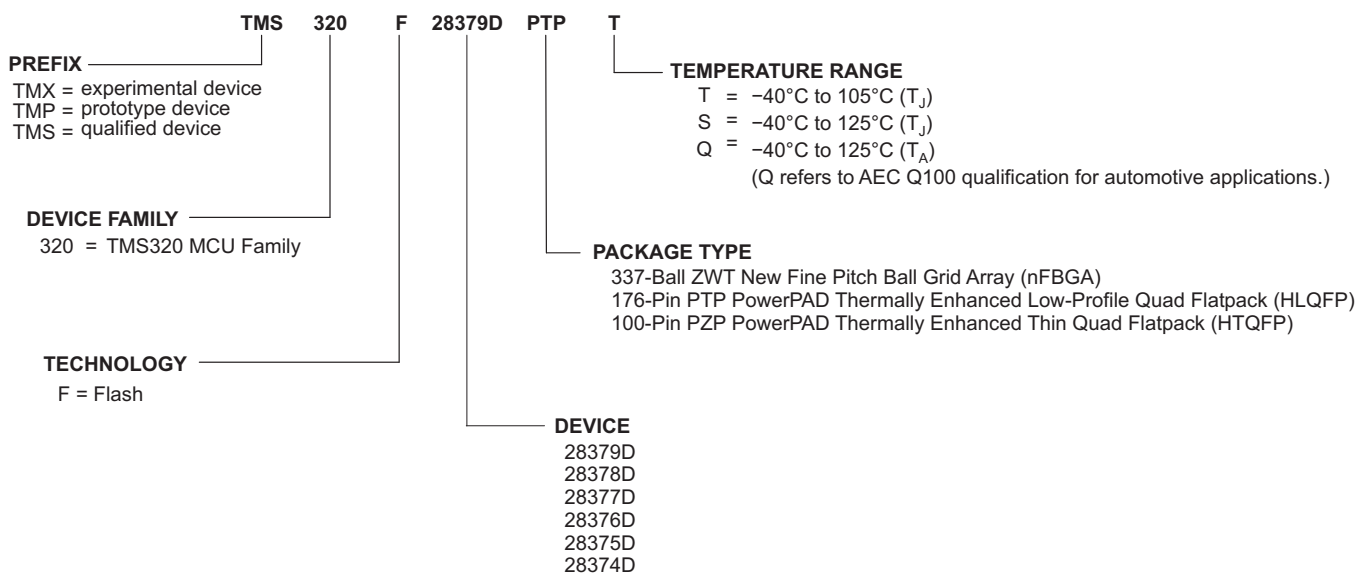 TMS 320 F 28379D PTP T
PREFIX
TMX = experimental device
TMP = prototype device
TMS = qualified device
TEMPERATURE RANGE
T = −40°C to 105°C (TJ)
S = −40°C to 125°C (TJ)
Q = −40°C to 125°C (TA)
(Q refers to AEC Q100 qualification for automotive applications.)
DEVICE FAMILY
320 = TMS320 MCU Family
PACKAGE TYPE
337-Ball ZWT New Fine Pitch Ball Grid Array (nFBGA)
176-Pin PTP PowerPAD Thermally Enhanced Low-Profile Quad Flatpack (HLQFP)
100-Pin PZP PowerPAD Thermally Enhanced Thin Quad Flatpack (HTQFP)
TECHNOLOGY
F = Flash
DEVICE
28379D
28378D
28377D
28376D
28375D
28374D